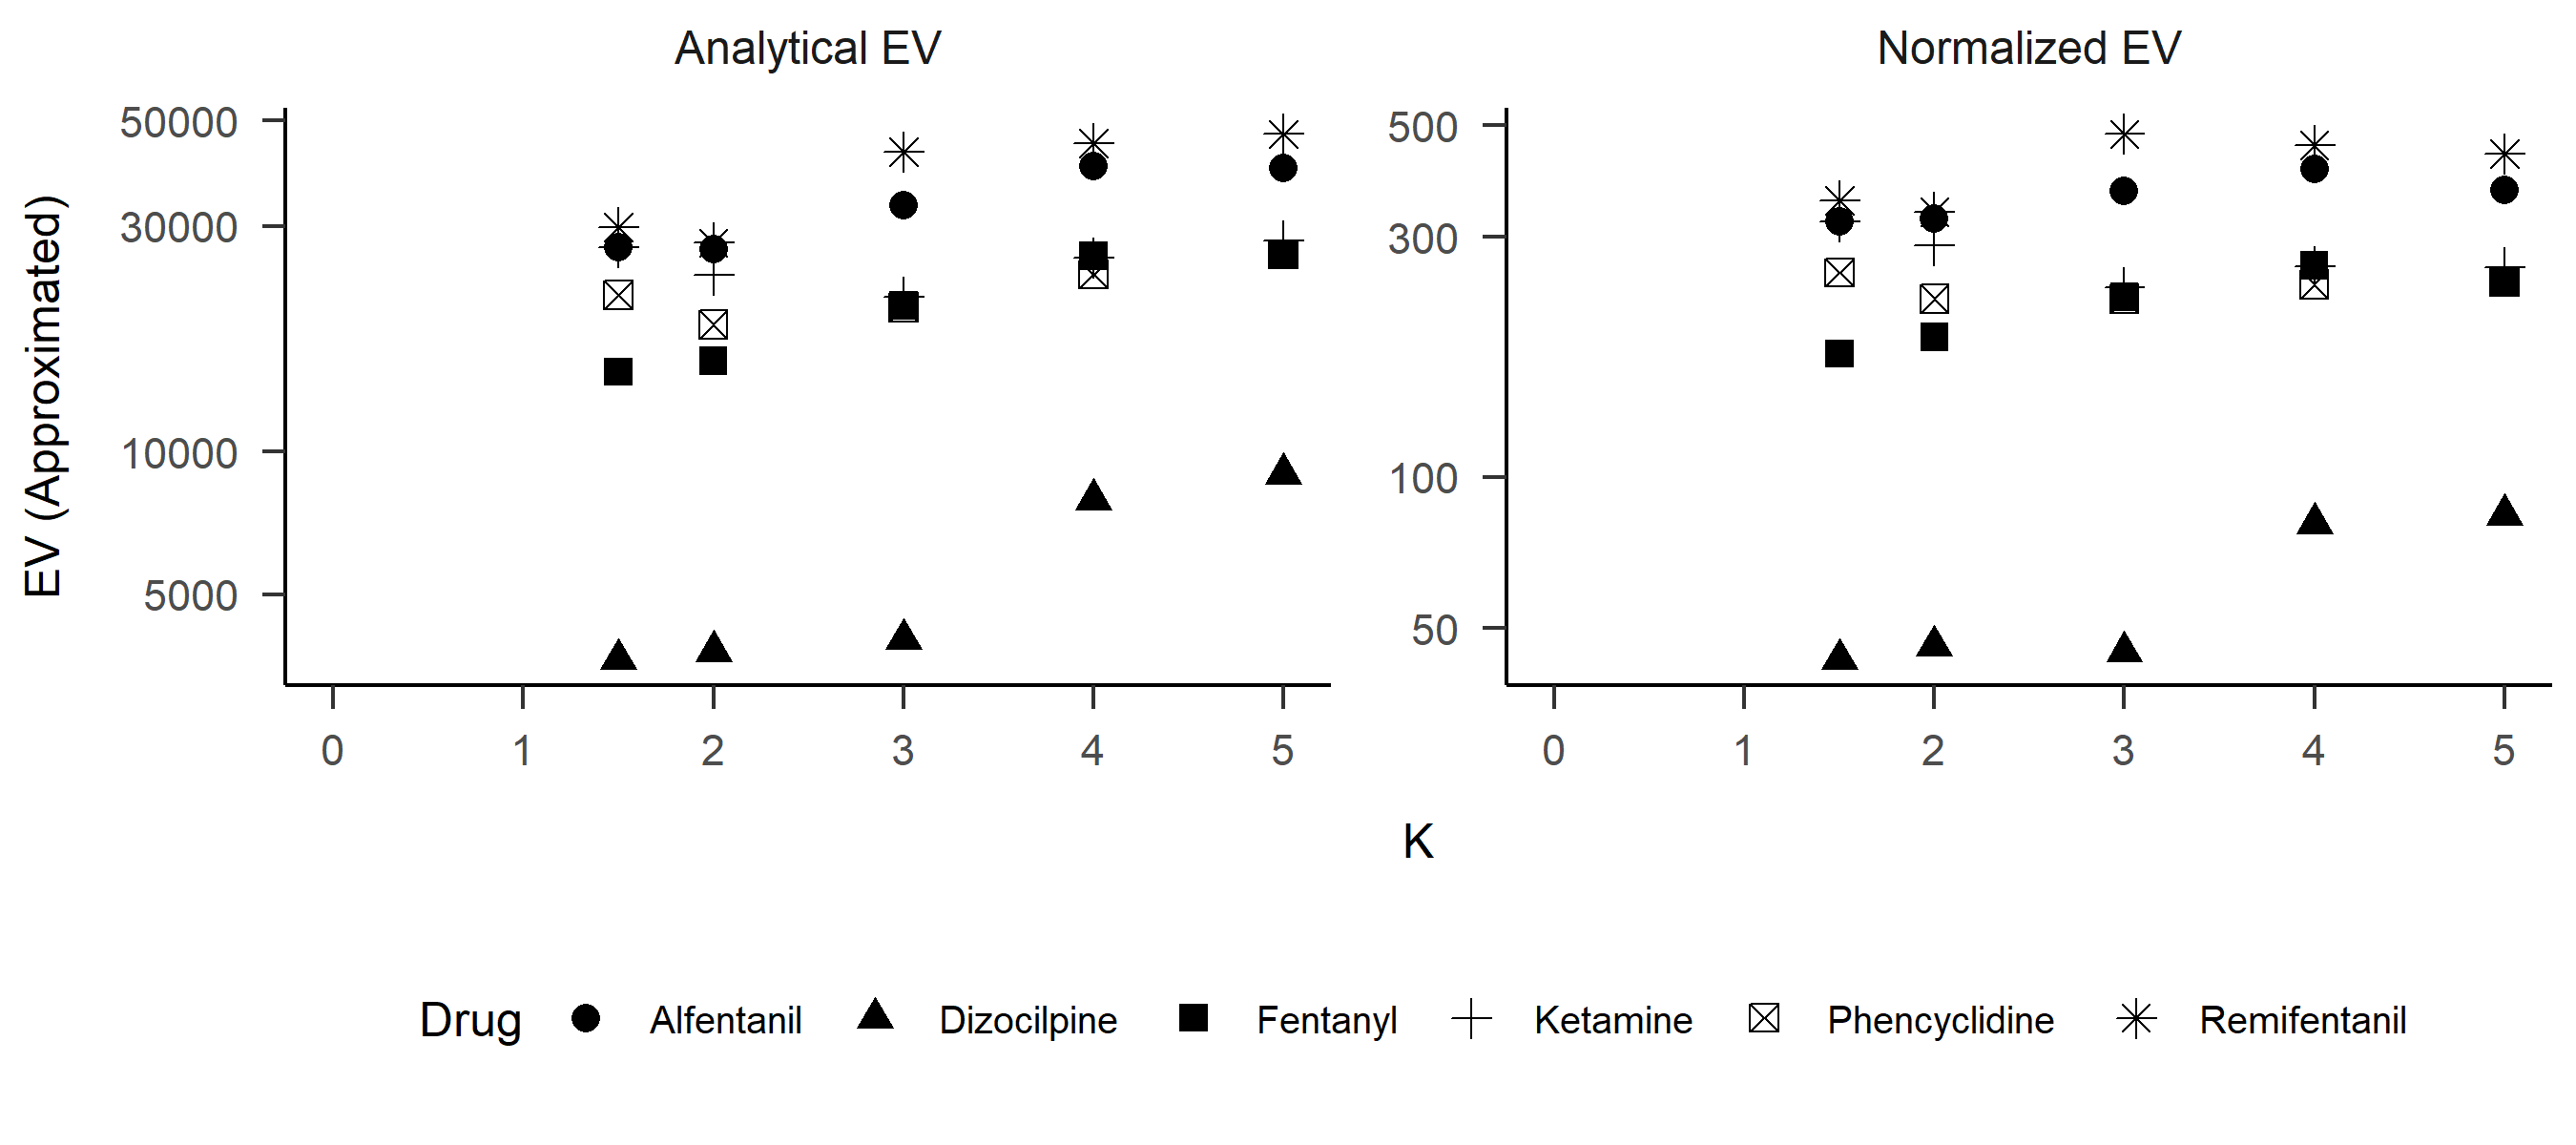 Analytical EV
Normalized EV
EV (Approximated)
50000
30000
10000
5000
0 1 2 3 4 5
500
300
100
50
0 1 2 3 4 5
K
Drug Alfentanil Dizocilpine Fentanyl Ketamine Phencyclidine Remifentanil